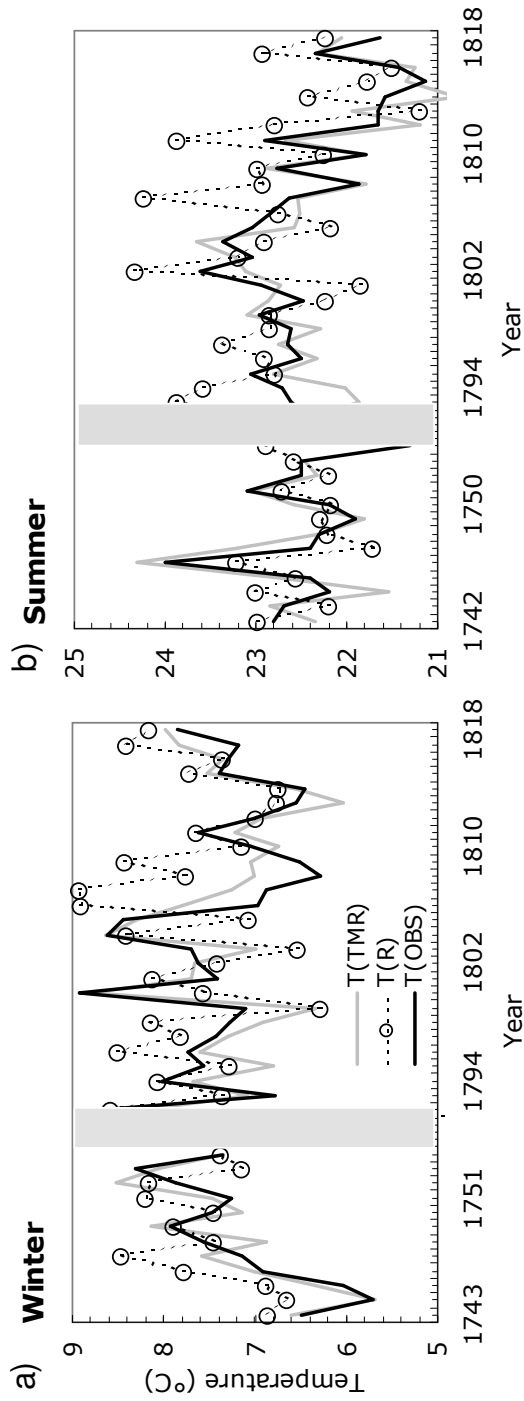 a) Winter
9
8
7
6
5
Temperature (°C)
1743 1751 1794 1802 1810 1818
Year
T(TMR)
T(R)
T(OBS)
b) Summer
25
24
23
22
21
1742 1750 1794 1802 1810 1818
Year